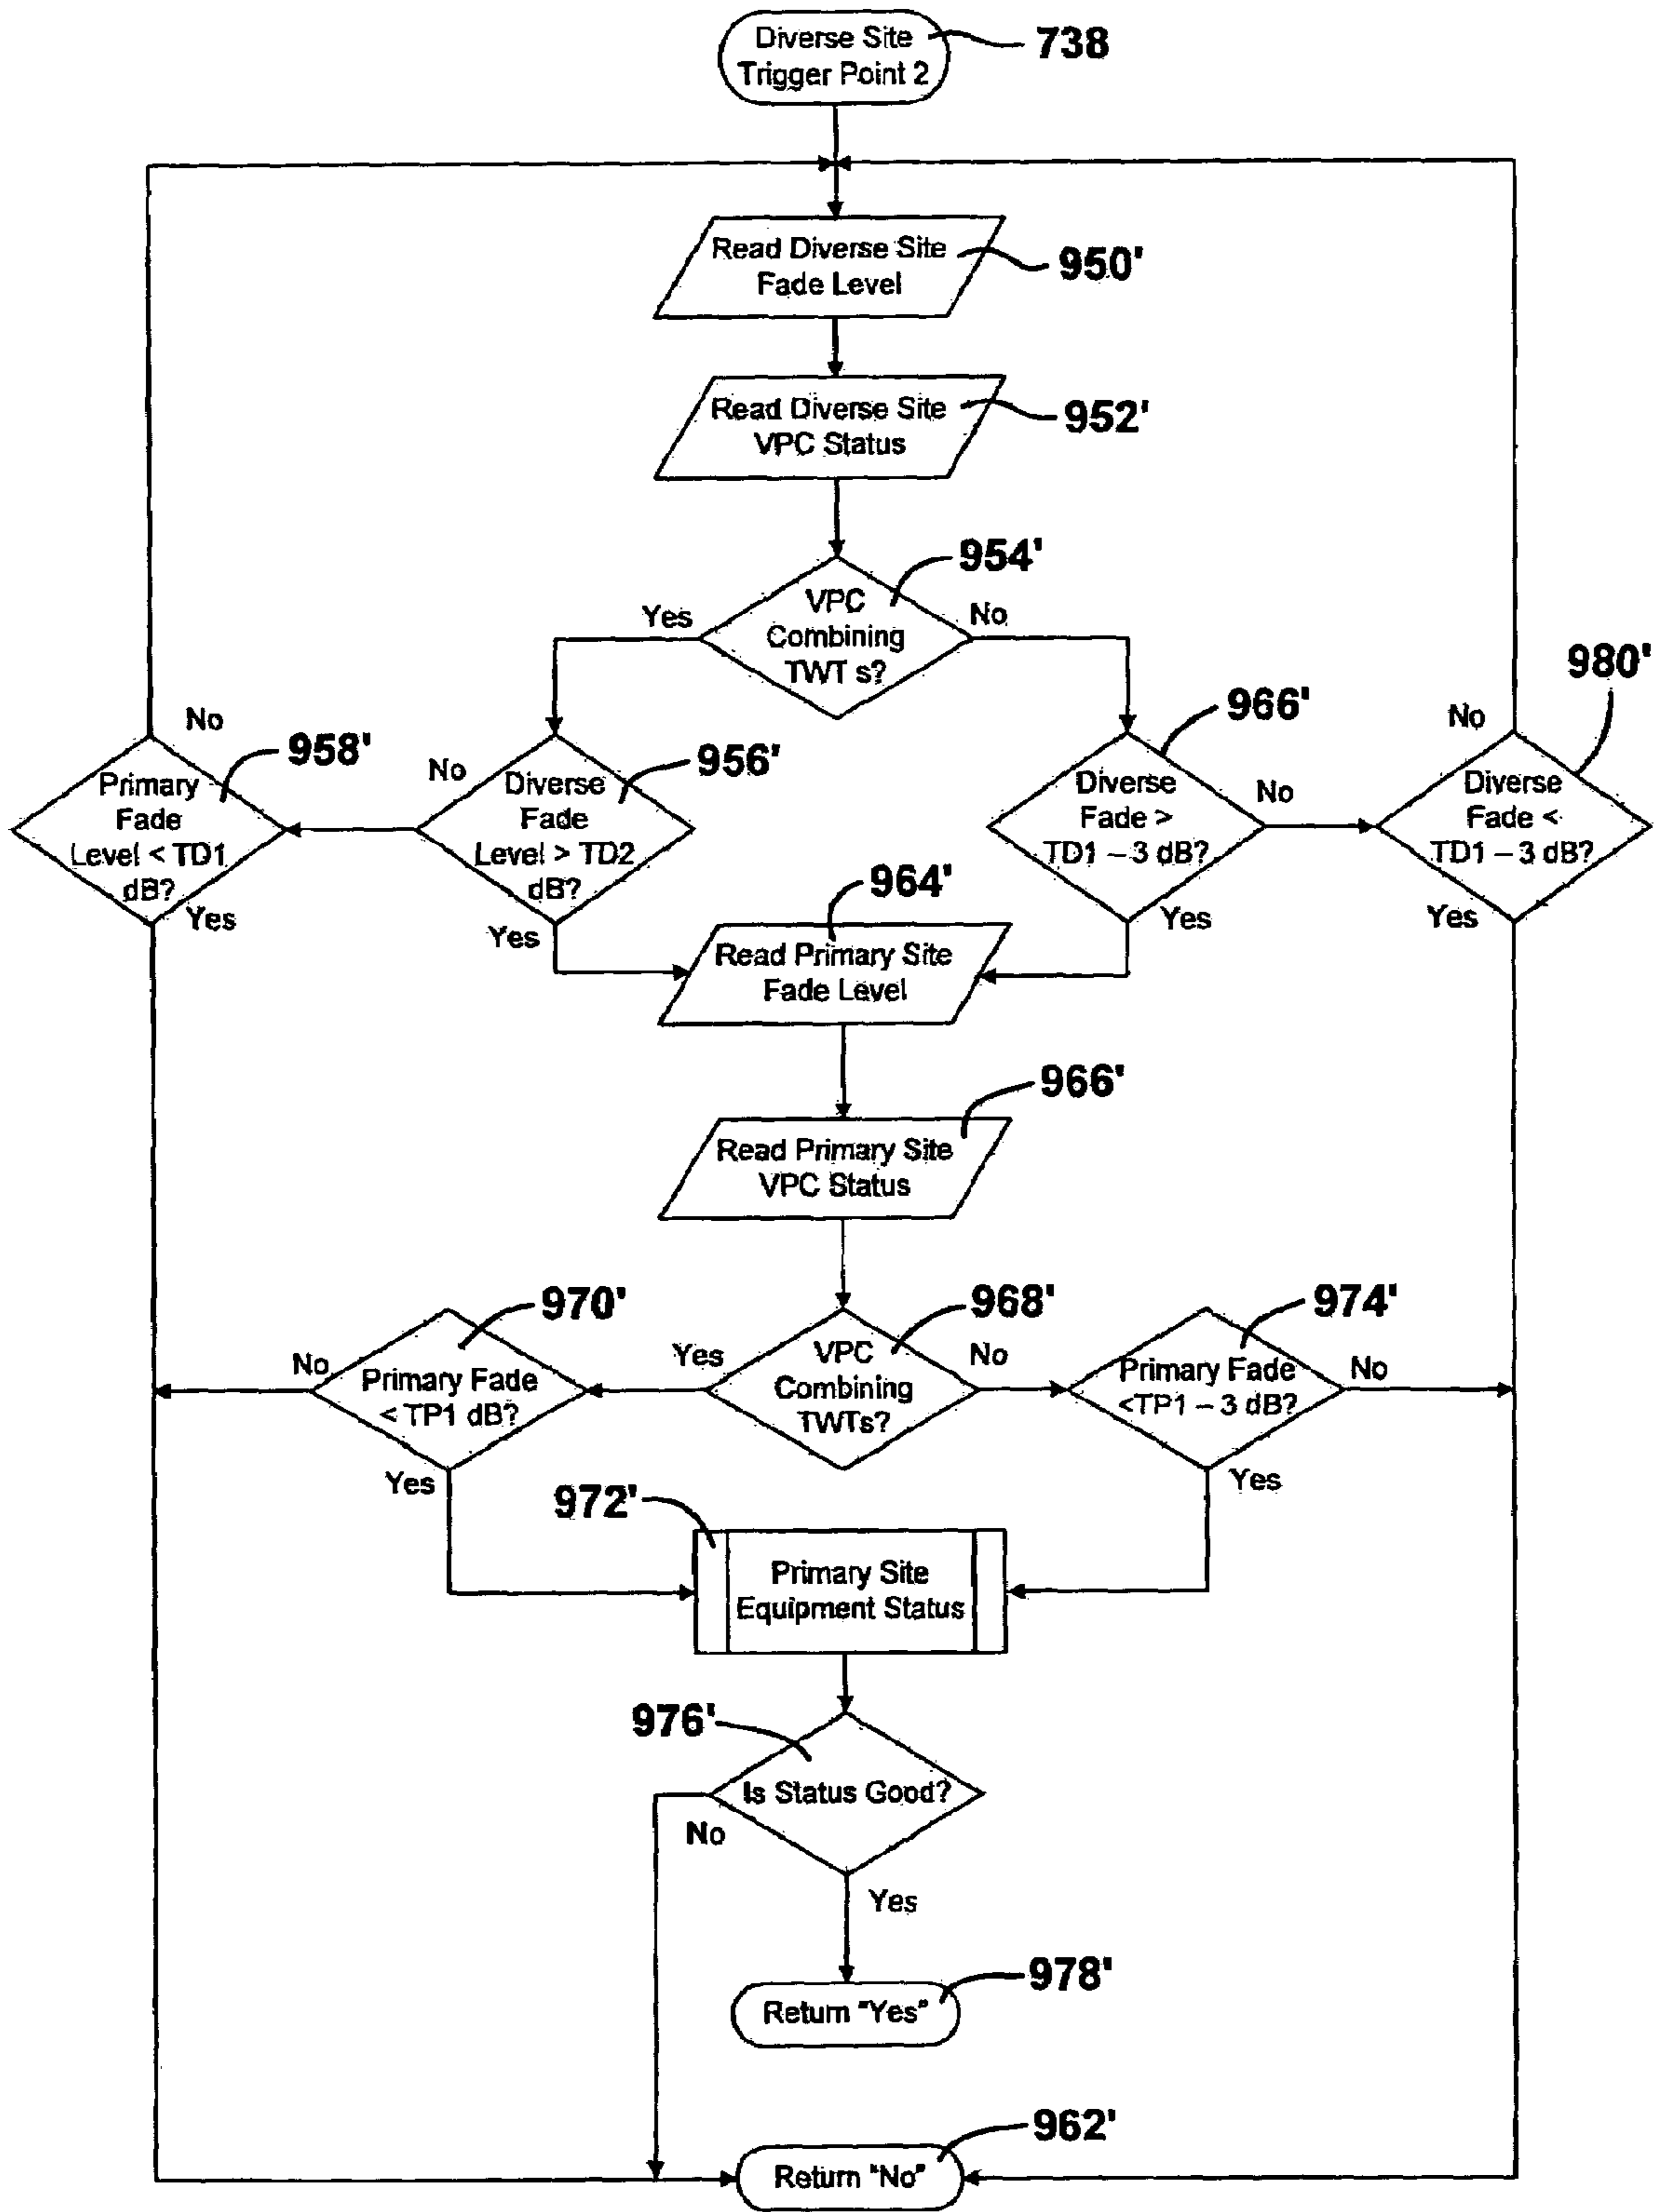 Diverse Site
Trigger Point 2
738
Read Diverse Site
Fade Level
950'
Read Diverse Site
VPC Status
952'
954'
VPC
Combining
TWT s?
Yes
No
980'
966'
No
958'
Primary
Fade
Level < TD1
dB?
Yes
No
956'
Diverse
Fade
Level > TD2
dB?
Yes
Diverse
Fade >
TD1 – 3 dB?
No
Yes
No
Diverse
Fade <
TD1 – 3 dB?
Yes
964'
Read Primary Site
Fade Level
966'
Read Primary Site
VPC Status
970'
968'
974'
No
Primary Fade
< TP1 dB?
Yes
Yes
VPC
Combining
TWTs?
No
Primary Fade
<TP1 – 3 dB?
No
Yes
972'
Primary Site
Equipment Status
976'
Is Status Good?
No
Yes
978'
Return "Yes"
962'
Return "No"